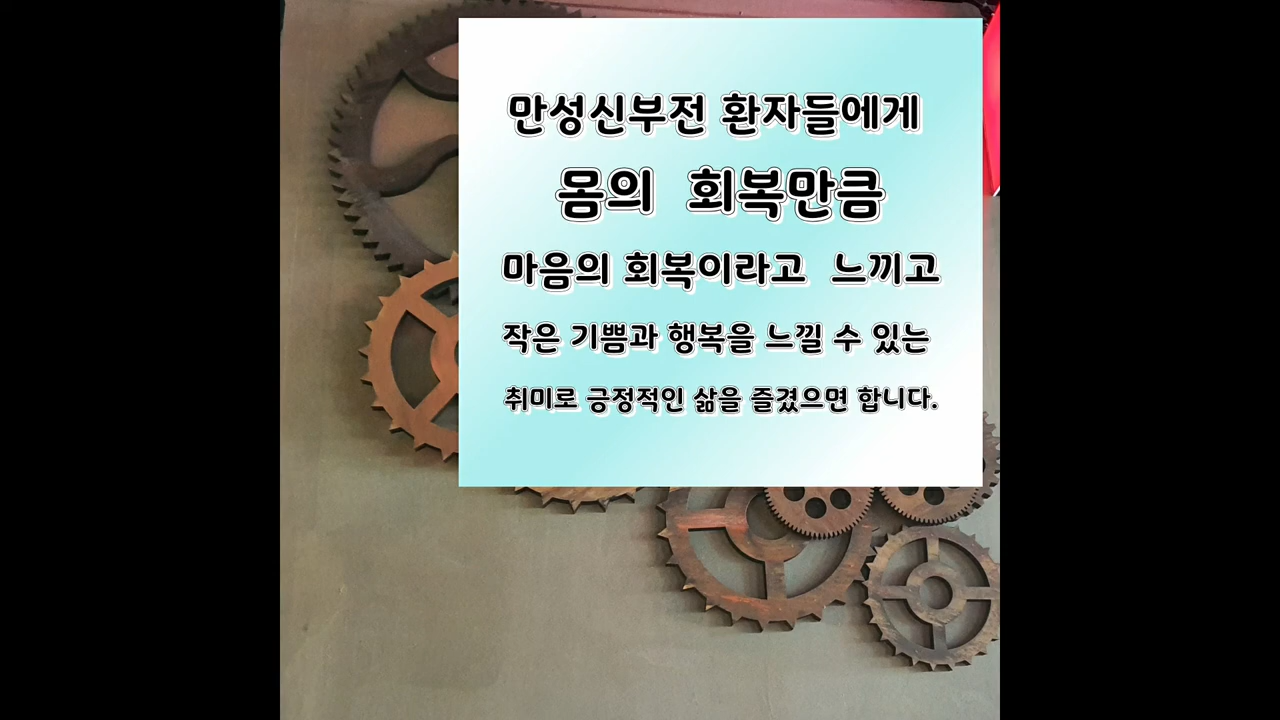 만성신부전 환자들에게
몸의 회복만큼
마음의 회복이라고 느끼고
작은 기쁨과 행복을 느낄 수 있는
취미로 긍정적인 삶을 즐겼으면 합니다.